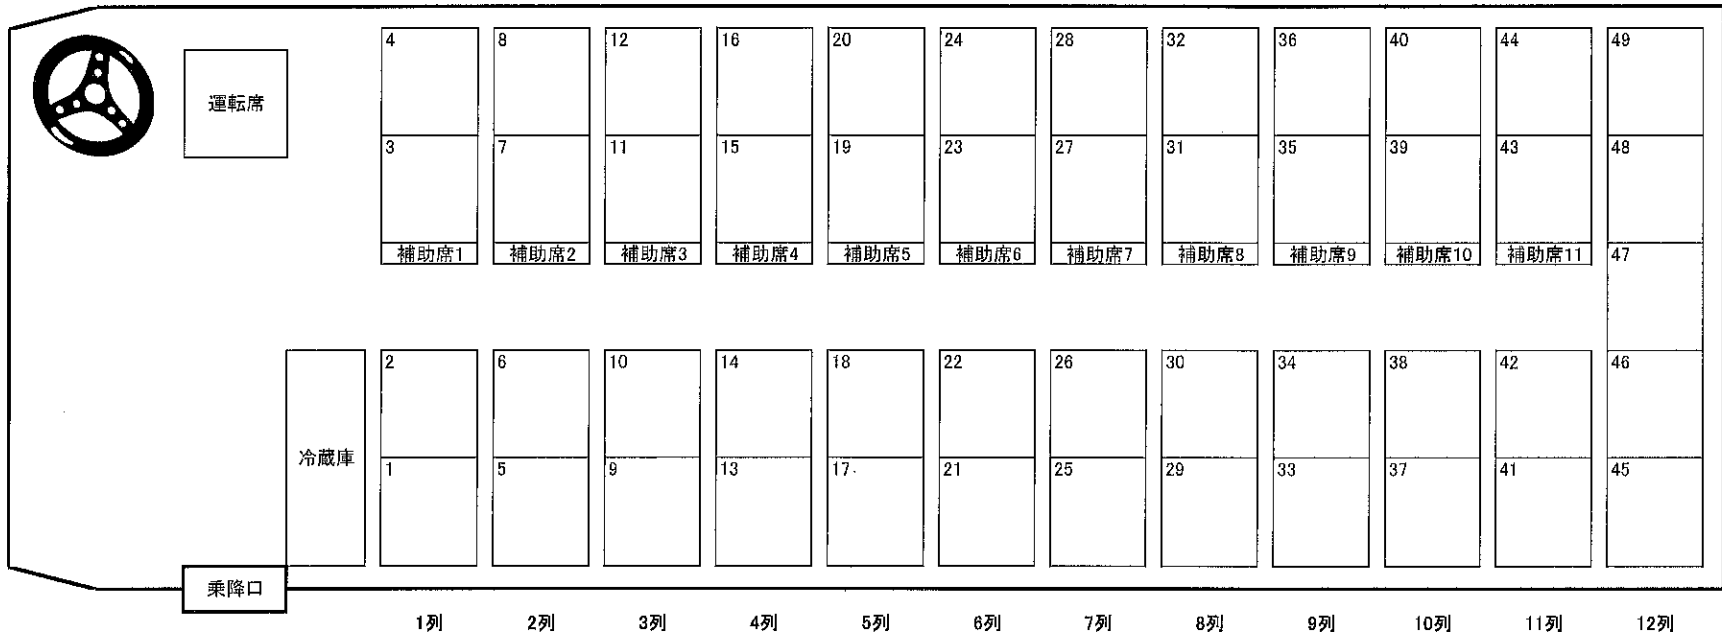 4 8 12 16 20 24 28 32 36 40 44 49
運転席
3 7 11 15 19 23 27 31 35 39 43 48
補助席1 補助席2 補助席3 補助席4 補助席5 補助席6 補助席7 補助席8 補助席9 補助席10 補助席11 47
2 6 10 14 18 22 26 30 34 38 42 46
冷蔵庫
1 5 9 13 17 21 25 29 33 37 41 45
乗降口
1列 2列 3列 4列 5列 6列 7列 8列 9列 10列 11列 12列